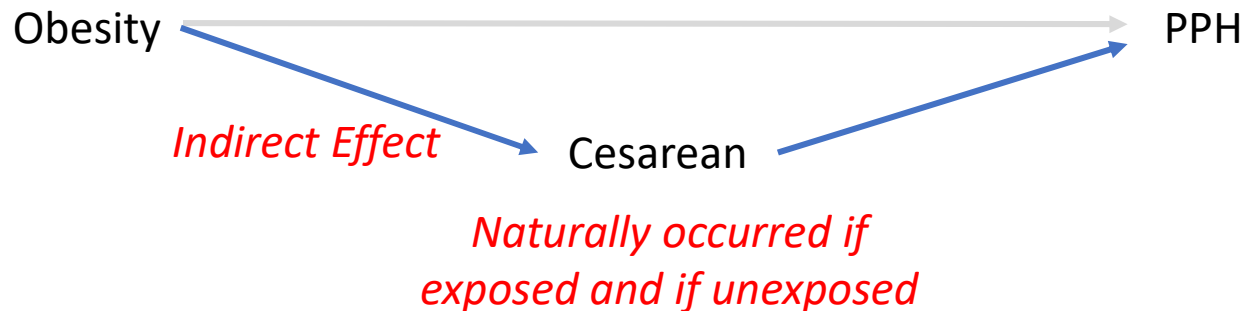 Obesity PPH
Indirect Effect
Cesarean
Naturally occurred if
exposed and if unexposed